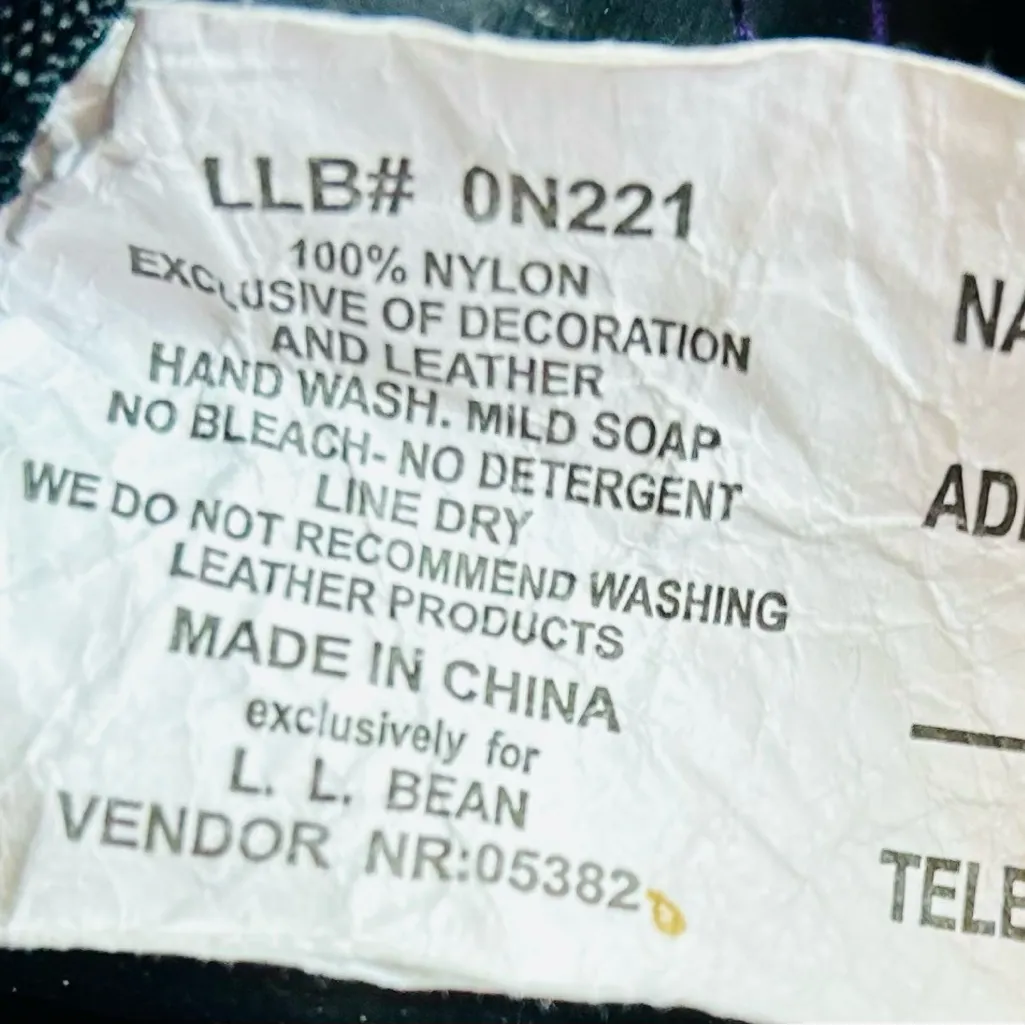 LLB# 0N221
100% NYLON
EXCLUSIVE OF DECORATION
AND LEATHER
HAND WASH. MILD SOAP
NO BLEACH- NO DETERGENT
LINE DRY
WE DO NOT RECOMMEND WASHING
LEATHER PRODUCTS
MADE IN CHINA
exclusively for
L. L. BEAN
VENDOR NR:05382